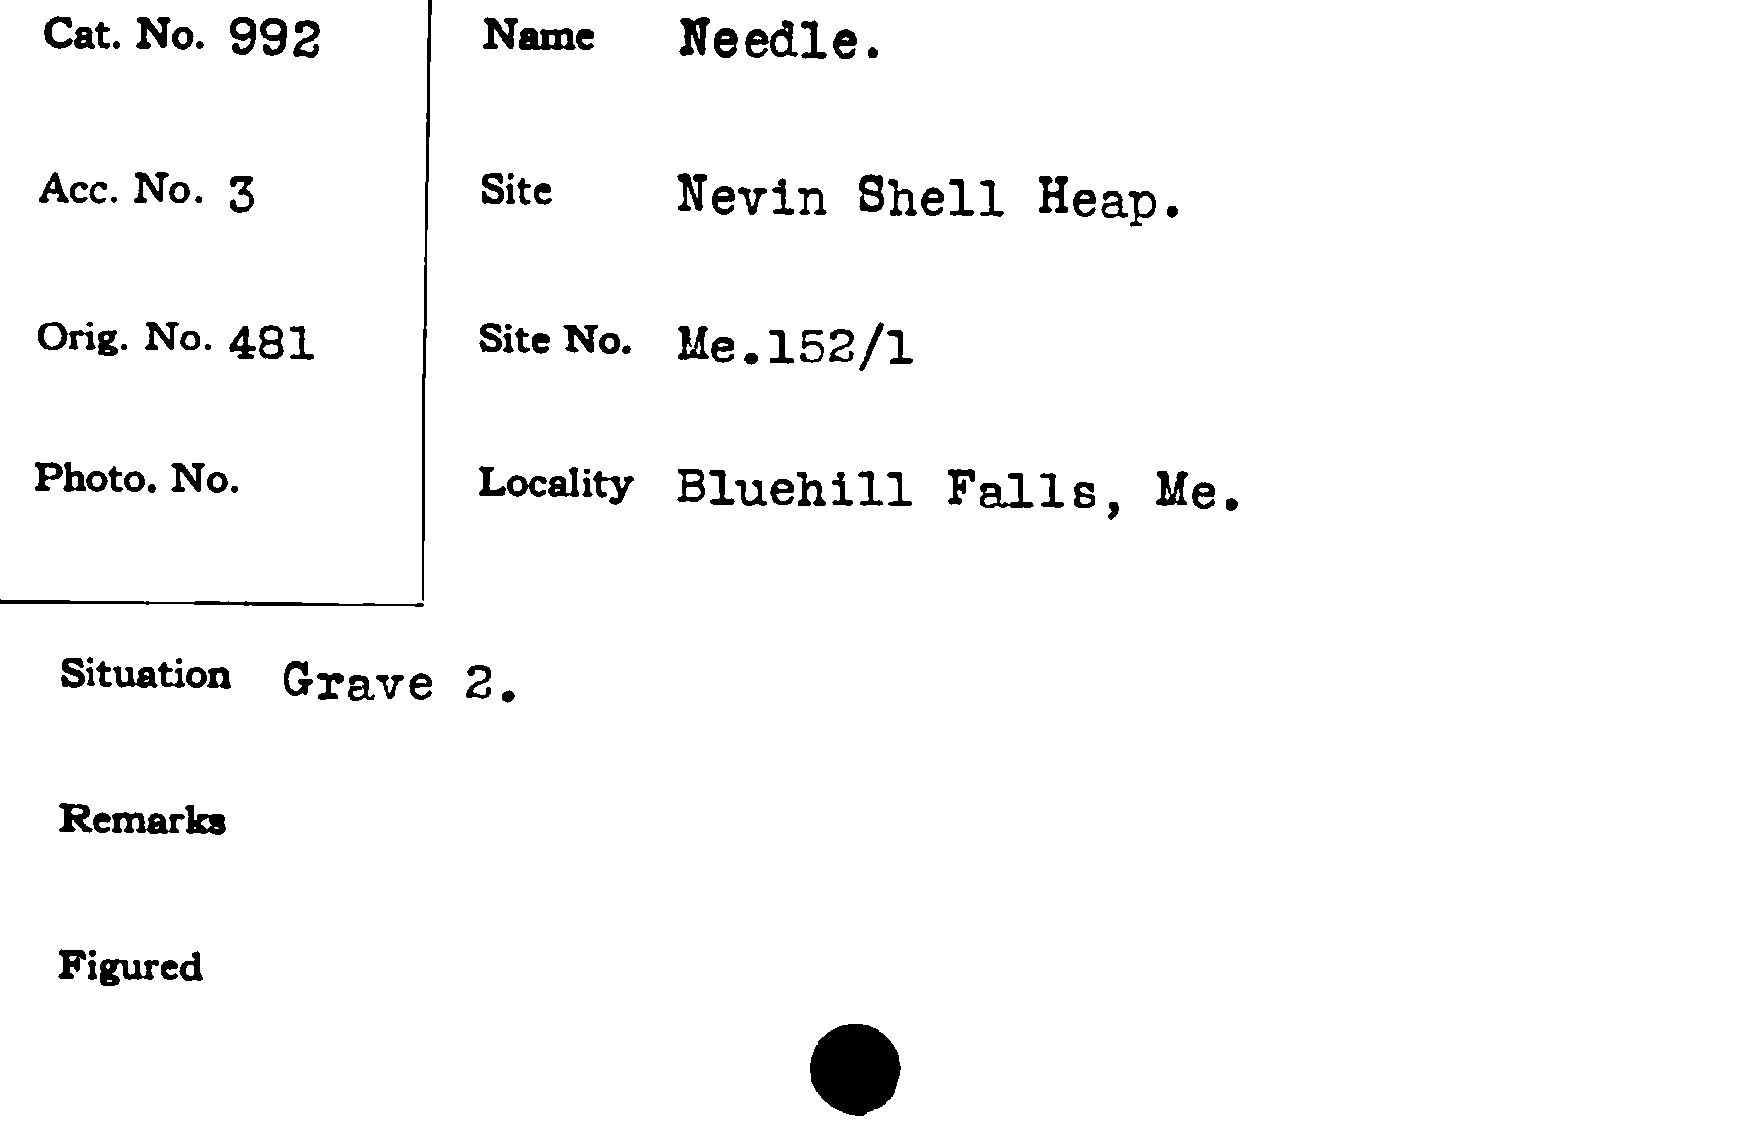 Cat. No. 992
Name Needle.
Acc. No. 3
Site Nevin Shell Heap.
Orig. No. 481
Site No. Me.152/1
Photo. No.
Locality Bluehill Falls, Me.
Situation Grave 2.
Remarks
Figured